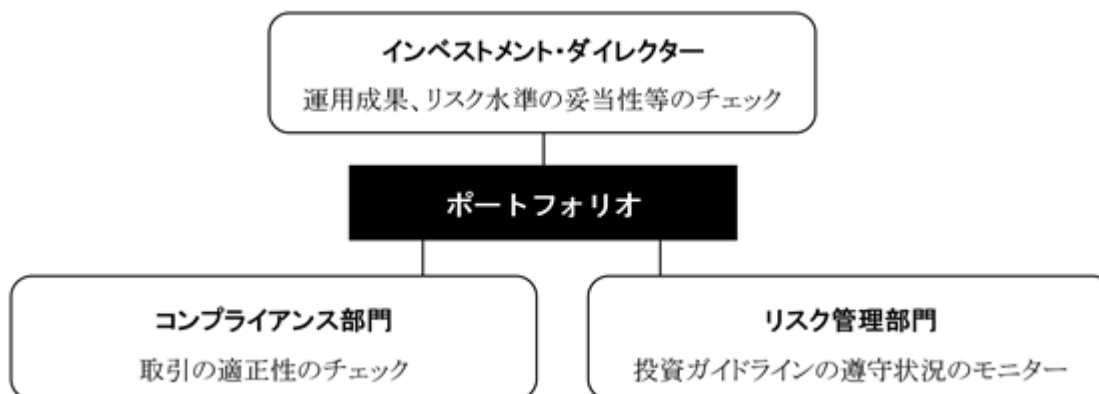 インベストメント・ダイレクター
運用成果、リスク水準の妥当性等のチェック
ポートフォリオ
コンプライアンス部門
取引の適正性のチェック
リスク管理部門
投資ガイドラインの遵守状況のモニター